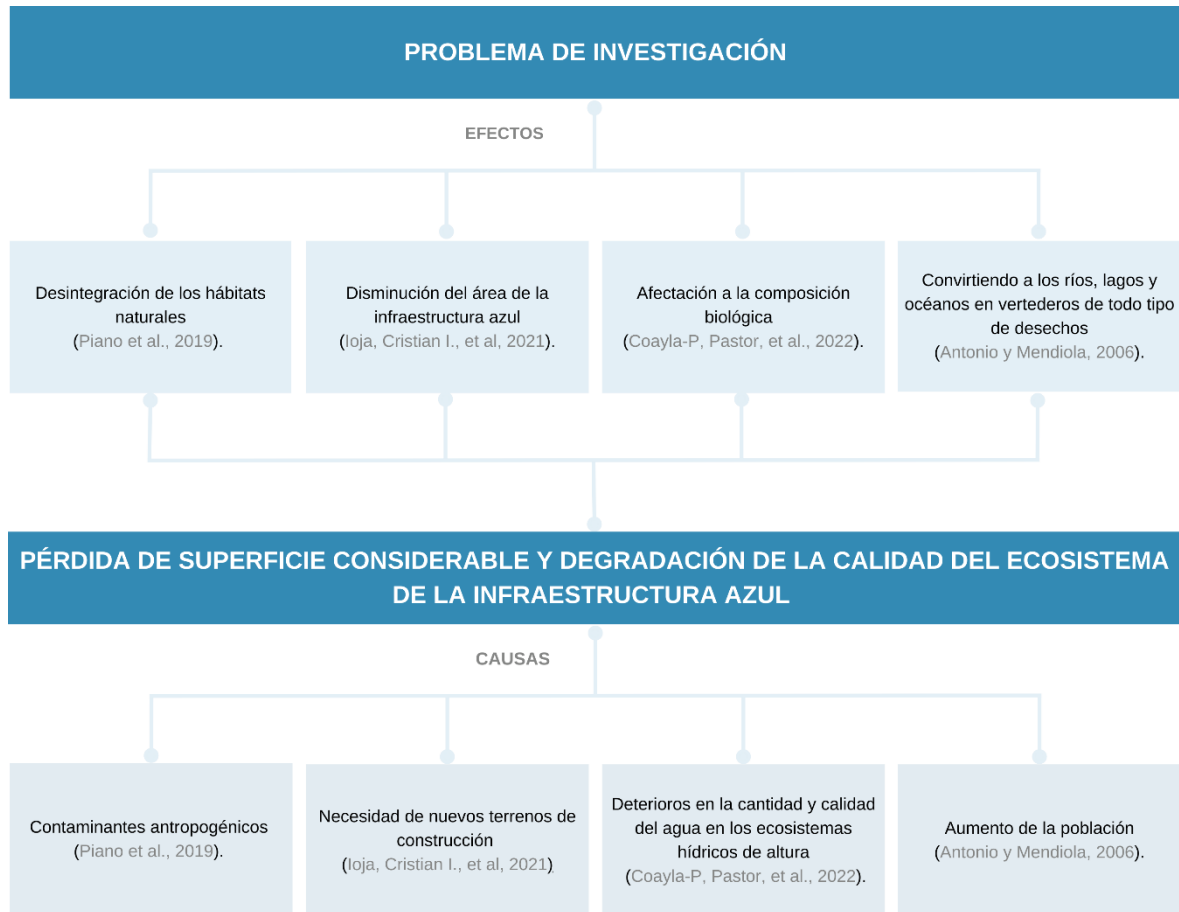 PROBLEMA DE INVESTIGACIÓN
EFECTOS
Desintegración de los hábitats
naturales
(Piano et al., 2019).
Disminución del área de la
infraestructura azul
(Ioja, Cristian I., et al, 2021).
Afectación a la composición
biológica
(Coayla-P, Pastor, et al., 2022).
Convirtiendo a los ríos, lagos y
océanos en vertederos de todo tipo
de desechos
(Antonio y Mendiola, 2006).
PÉRDIDA DE SUPERFICIE CONSIDERABLE Y DEGRADACIÓN DE LA CALIDAD DEL ECOSISTEMA
DE LA INFRAESTRUCTURA AZUL
CAUSAS
Contaminantes antropogénicos
(Piano et al., 2019).
Necesidad de nuevos terrenos de
construcción
(Ioja, Cristian I., et al, 2021)
Deterioros en la cantidad y calidad
del agua en los ecosistemas
hídricos de altura
(Coayla-P, Pastor, et al., 2022).
Aumento de la población
(Antonio y Mendiola, 2006).